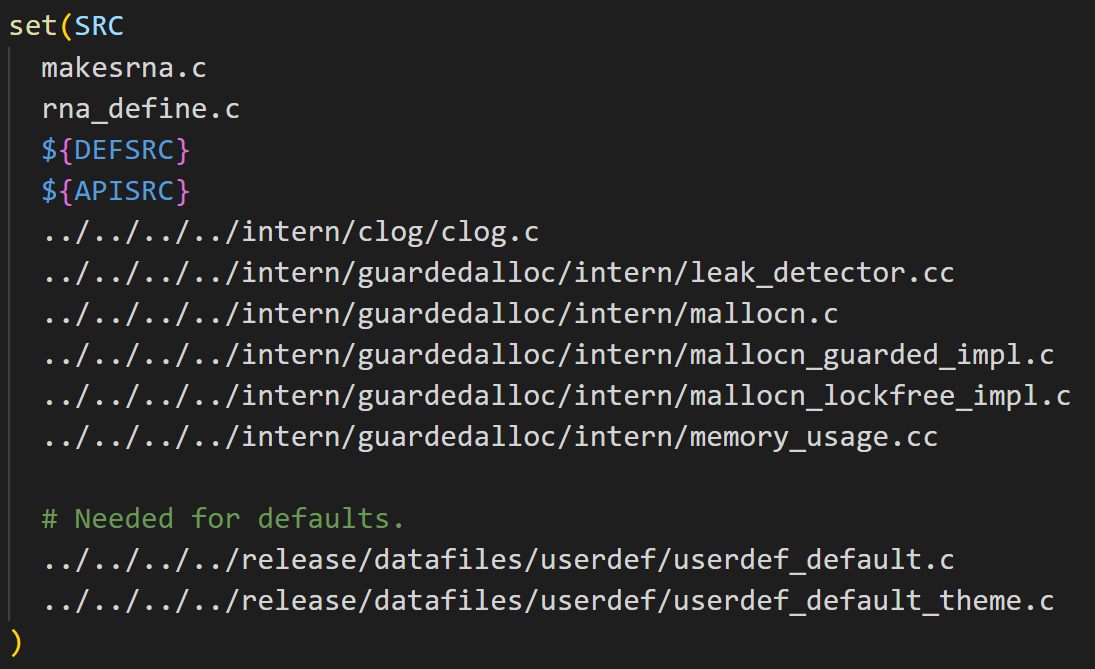 set(SRC
  makesrna.c
  rna_define.c
  ${DEFSRC}
  ${APISRC}
  ../../../../intern/clog/clog.c
  ../../../../intern/guardedalloc/intern/leak_detector.cc
  ../../../../intern/guardedalloc/intern/mallocn.c
  ../../../../intern/guardedalloc/intern/mallocn_guarded_impl.c
  ../../../../intern/guardedalloc/intern/mallocn_lockfree_impl.c
  ../../../../intern/guardedalloc/intern/memory_usage.cc

  # Needed for defaults.
  ../../../../release/datafiles/userdef/userdef_default.c
  ../../../../release/datafiles/userdef/userdef_default_theme.c
)